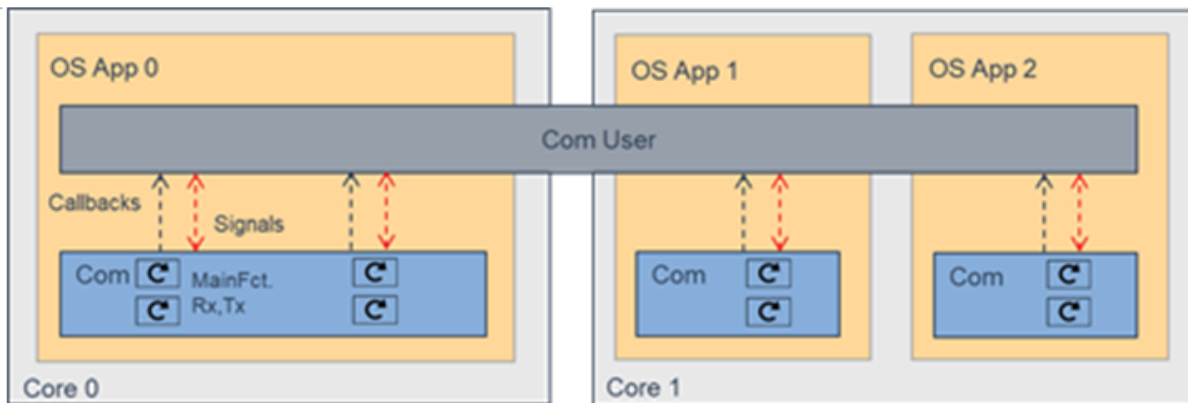 OS App 0
OS App 1
OS App 2
Com User
Callbacks
Signals
Com
MainFct.
Rx,Tx
Com
Com
Core 0
Core 1